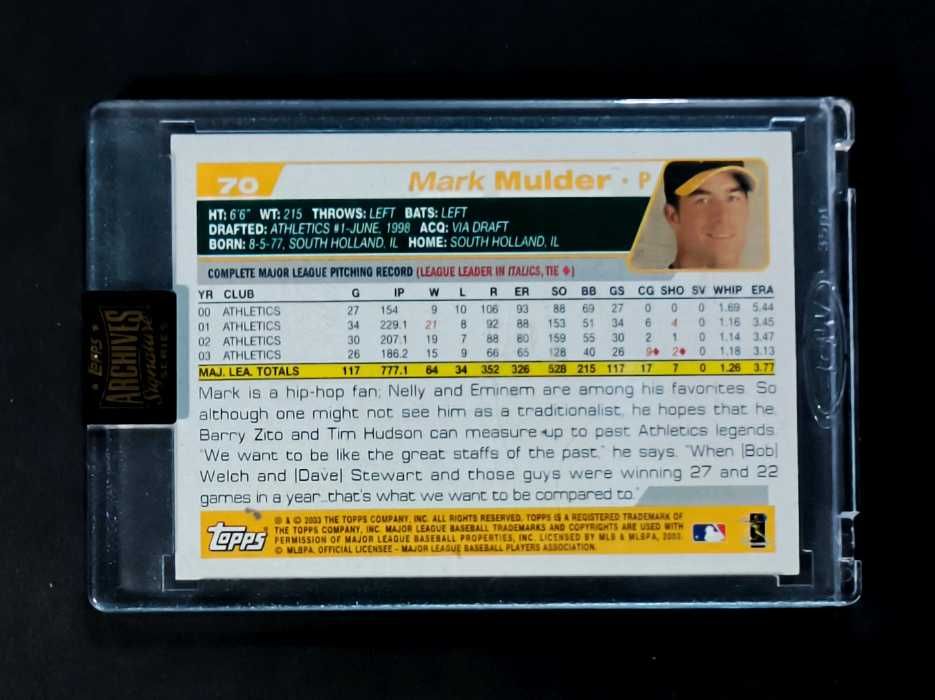 70 Mark Mulder · P
HT: 6'6" WT: 215 THROWS: LEFT BATS: LEFT
DRAFTED: ATHLETICS #1-JUNE, 1998 ACQ: VIA DRAFT
BORN: 8-5-77, SOUTH HOLLAND, IL HOME: SOUTH HOLLAND, IL
COMPLETE MAJOR LEAGUE PITCHING RECORD (LEAGUE LEADER IN ITALICS, TIE ♦)
YR CLUB G IP W L R ER SO BB GS CG SHO SV WHIP ERA
00 ATHLETICS 27 154 9 10 106 93 88 69 27 0 0 0 1.69 5.44
01 ATHLETICS 34 229.1 21 8 92 88 153 51 34 6 4 0 1.16 3.45
02 ATHLETICS 30 207.1 19 7 88 80 159 55 30 2 1 0 1.14 3.47
03 ATHLETICS 26 186.2 15 9 66 65 128 40 26 9♦ 2♦ 0 1.18 3.13
MAJ. LEA. TOTALS 117 777.1 64 34 352 326 528 215 117 17 7 0 1.26 3.77
Mark is a hip-hop fan; Nelly and Eminem are among his favorites. So
although one might not see him as a traditionalist, he hopes that he,
Barry Zito and Tim Hudson can measure up to past Athletics legends.
"We want to be like the great staffs of the past," he says. "When [Bob]
Welch and [Dave] Stewart and those guys were winning 27 and 22
games in a year...that's what we want to be compared to."
Topps
® & © 2003 THE TOPPS COMPANY, INC. ALL RIGHTS RESERVED. TOPPS IS A REGISTERED TRADEMARK OF
THE TOPPS COMPANY, INC. MAJOR LEAGUE BASEBALL TRADEMARKS AND COPYRIGHTS ARE USED WITH
PERMISSION OF MAJOR LEAGUE BASEBALL PROPERTIES, INC. LICENSED BY MLB & MLBPA, 2003.
© MLBPA. OFFICIAL LICENSEE - MAJOR LEAGUE BASEBALL PLAYERS ASSOCIATION.
TOPPS
ARCHIVES
Signature
SERIES